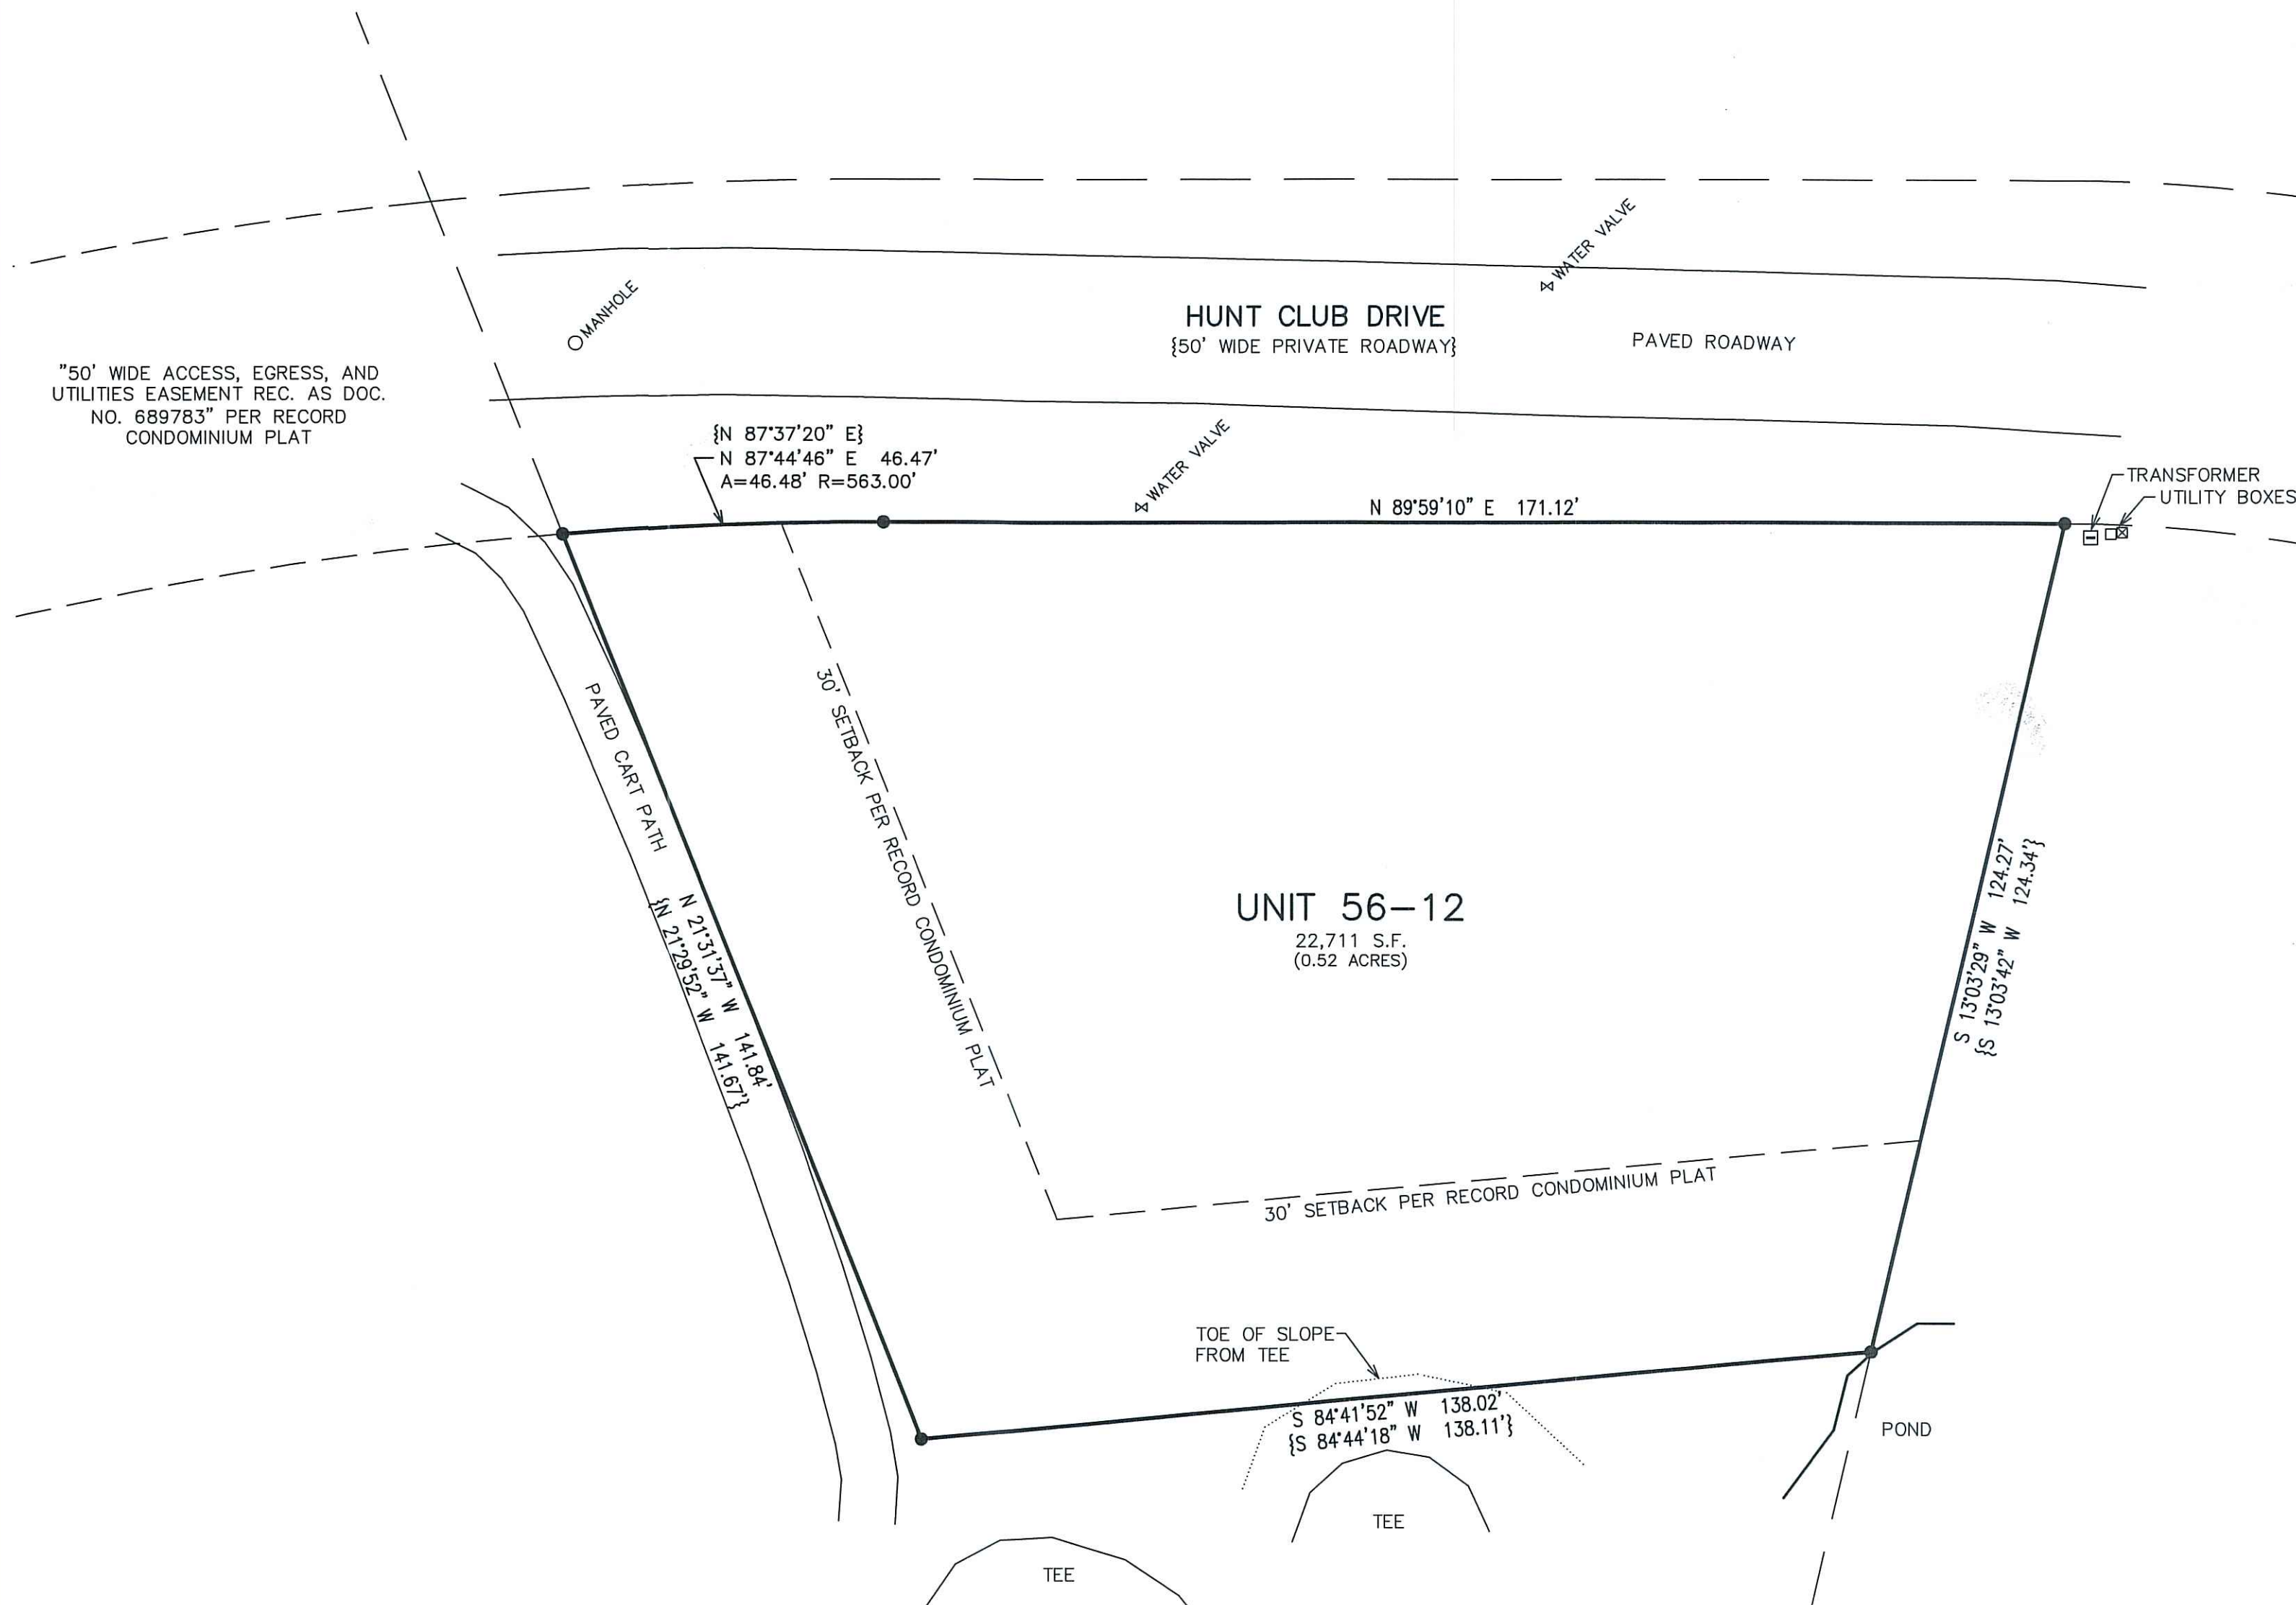 WATER VALVE
MANHOLE
HUNT CLUB DRIVE
{50' WIDE PRIVATE ROADWAY}
PAVED ROADWAY
"50' WIDE ACCESS, EGRESS, AND
UTILITIES EASEMENT REC. AS DOC.
NO. 689783" PER RECORD
CONDOMINIUM PLAT
{N 87°37'20" E}
N 87°44'46" E 46.47'
A=46.48' R=563.00'
WATER VALVE
N 89°59'10" E 171.12'
TRANSFORMER
UTILITY BOXES
PAVED CART PATH
30' SETBACK PER RECORD CONDOMINIUM PLAT
N 21°31'37" W 141.84'
{N 21°29'52" W 141.67'}
UNIT 56-12
22,711 S.F.
(0.52 ACRES)
S 13°03'29" W 124.27'
{S 13°03'42" W 124.34'}
30' SETBACK PER RECORD CONDOMINIUM PLAT
TOE OF SLOPE
FROM TEE
S 84°41'52" W 138.02'
{S 84°44'18" W 138.11'}
POND
TEE
TEE